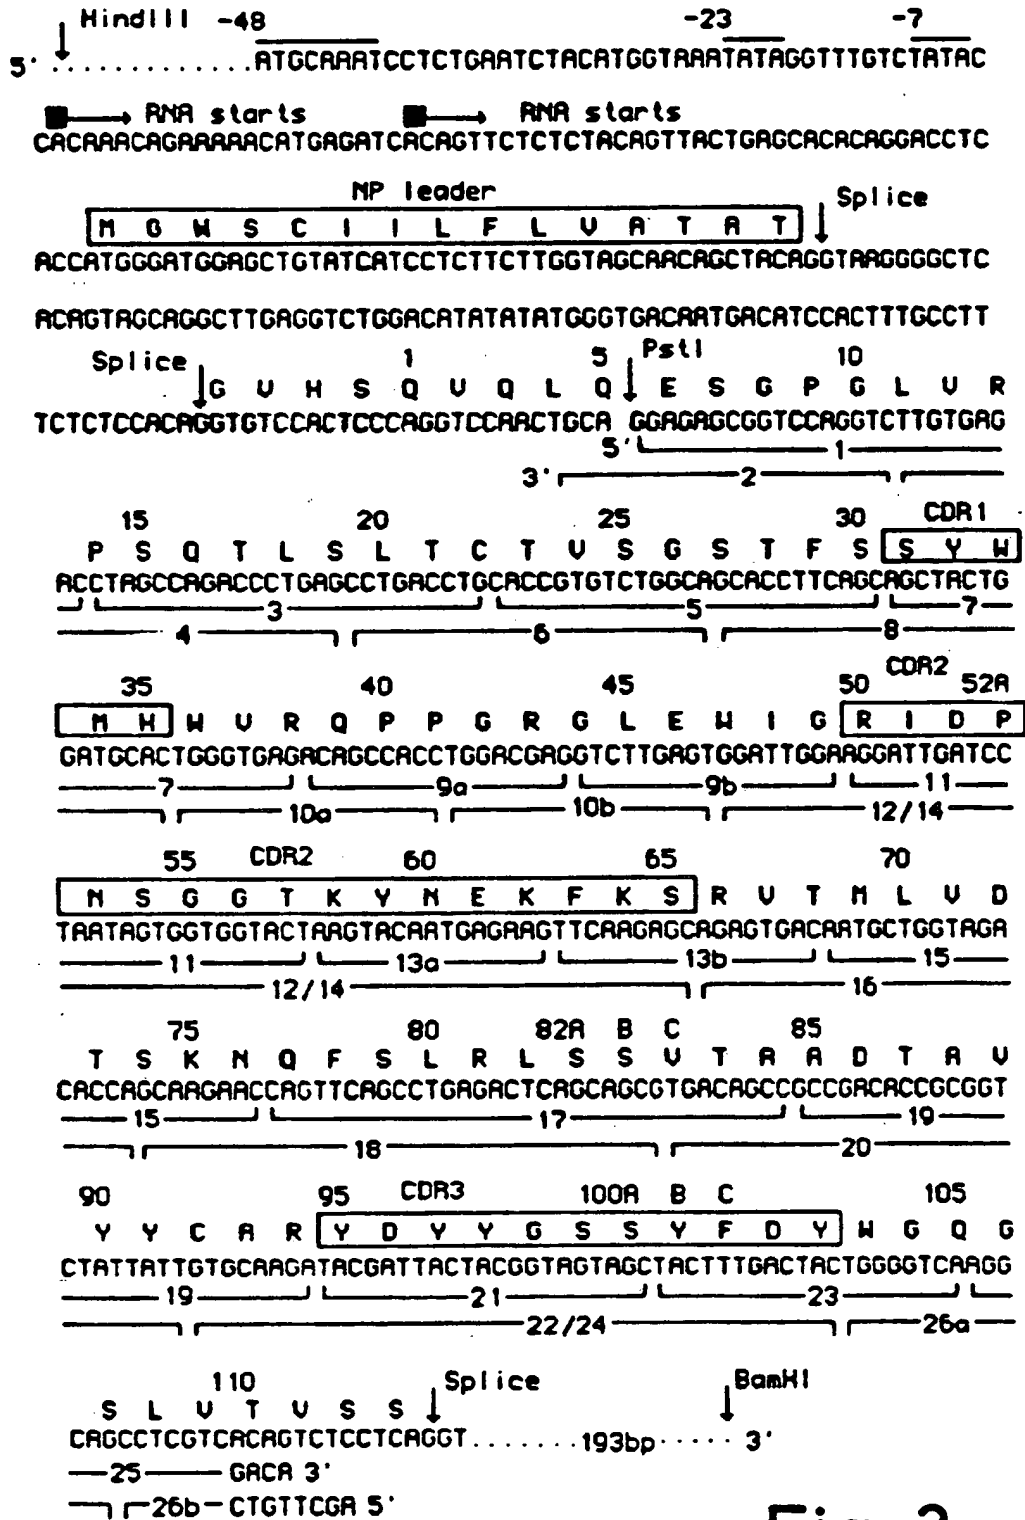 HindIII -48 -23 -7
5' . . . . . . . . . . . . . ATGCAAATCCTCTGAATCTACATGGTAAATATAGGTTTGTCTATAC
RNA starts RNA starts
CACAAACAGAAAAACATGAGATCACAGTTCTCTCTACAGTTACTGAGCACACAGGACCTC
NP leader Splice
M G W S C I I L F L V A T A T
ACCATGGGATGGAGCTGTATCATCCTCTTCTTGGTAGCAACAGCTACAGGTAAGGGGCTC
ACAGTAGCAGGCTTGAGGTCTGGACATATATATGGGTGACAATGACATCCACTTTGCCTT
Splice 1 5 PstI 10
G V H S Q V Q L Q E S G P G L V R
TCTCTCCACAGGTGTCCACTCCCAGGTCCAACTGCA GGAGAGCGGTCCAGGTCTTGTGAG
5' 1
3' 2
15 20 25 30 CDR1
P S Q T L S L T C T V S G S T F S S Y W
ACCTAGCCAGACCCTGAGCCTGACCTGCACCGTGTCTGGCAGCACCTTCAGCAGCTACTG
3 5 7
4 6 8
35 40 45 50 CDR2 52A
M H W V R Q P P G R G L E W I G R I D P
GATGCACTGGGTGAGACAGCCACCTGGACGAGGTCTTGAGTGGATTGGAAGGATTGATCC
7 9a 9b 11
10a 10b 12/14
55 CDR2 60 65 70
N S G G T K Y N E K F K S R V T M L V D
TAATAGTGGTGGTACTAAGTACAATGAGAAGTTCAAGAGCAGAGTGACAATGCTGGTAGA
11 13a 13b 15
12/14 16
75 80 82A B C 85
T S K N Q F S L R L S S V T A A D T A V
CACCAGCAAGAACCAGTTCAGCCTGAGACTCAGCAGCGTGACAGCCGCCGACACCGCGGT
15 17 19
18 20
90 95 CDR3 100A B C 105
Y Y C A R Y D Y Y G S S Y F D Y W G Q G
CTATTATTGTGCAAGATACGATTACTACGGTAGTAGCTACTTTGACTACTGGGGTCAAGG
19 21 23
22/24 26a
110 Splice BamHI
S L V T V S S
CAGCCTCGTCACAGTCTCCTCAGGT . . . . . . . 193bp . . . . . 3'
25 GACA 3'
26b CTGTTCGA 5'